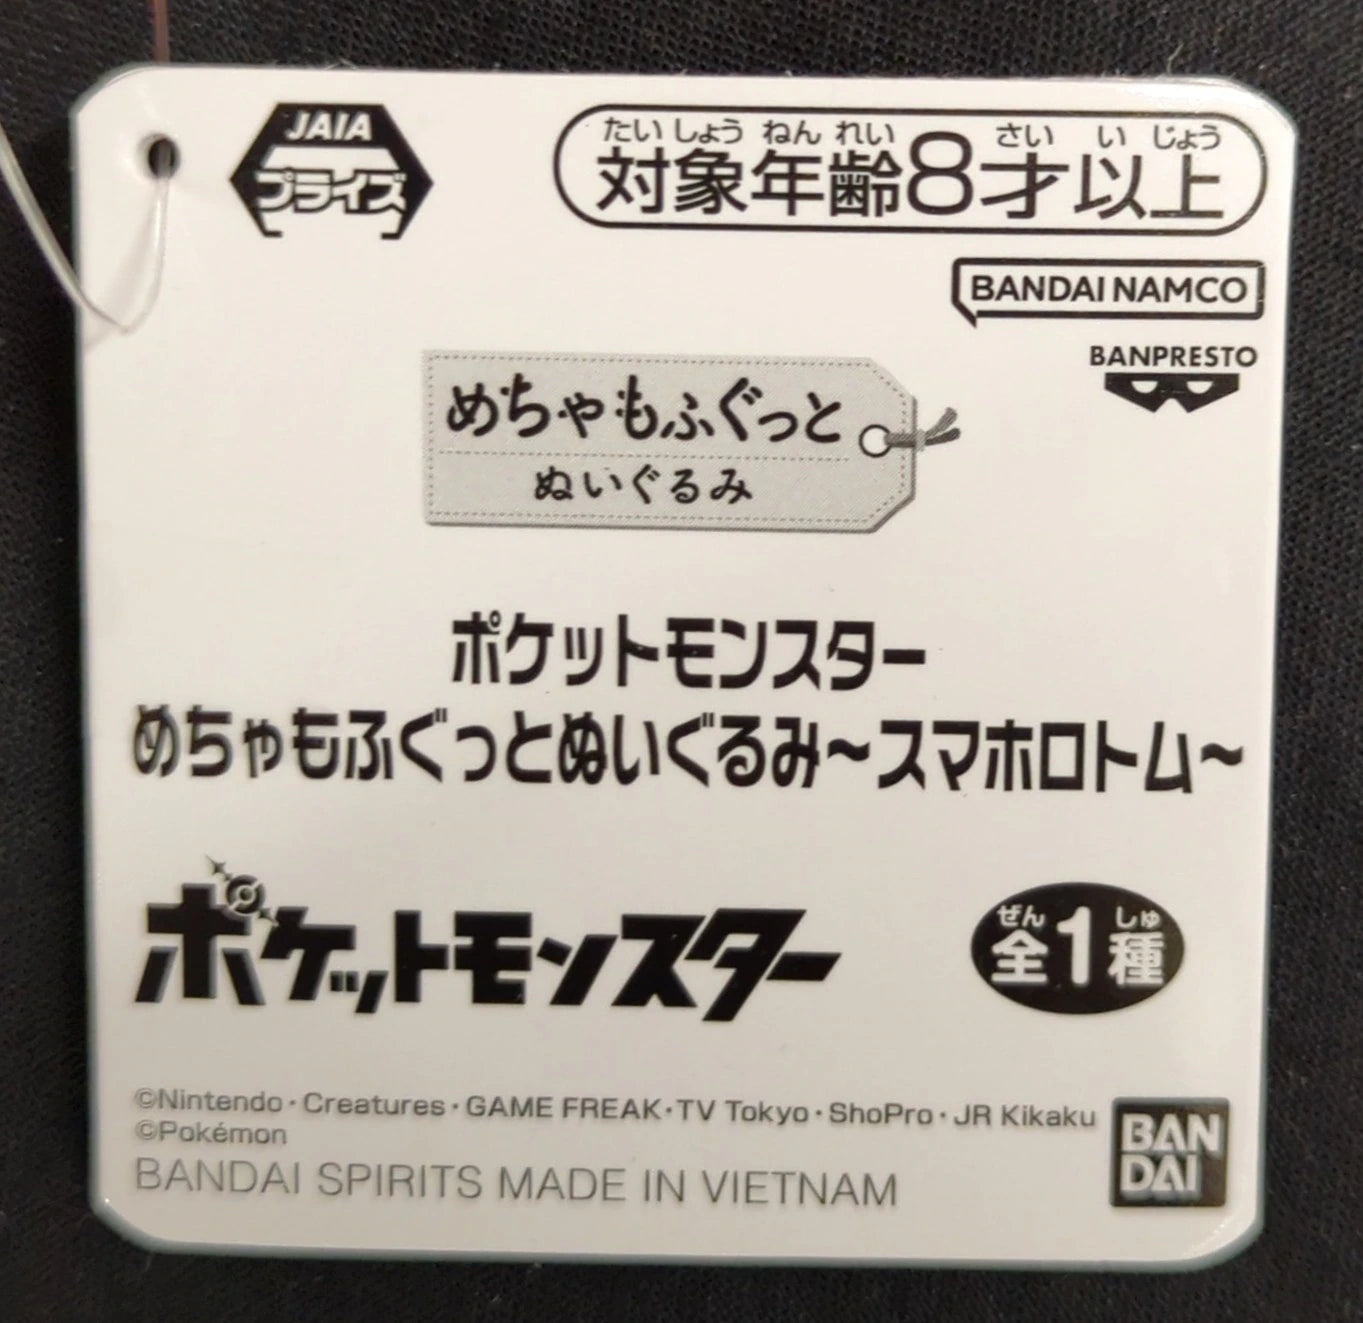 JAIA
プライズ
たいしょうねんれい さいいじょう
対象年齢8才以上
BANDAI NAMCO
BANPRESTO
めちゃもふぐっと
ぬいぐるみ
ポケットモンスター
めちゃもふぐっとぬいぐるみ～スマホロトム～
ポケットモンスター
ぜん しゅ
全1種
©Nintendo・Creatures・GAME FREAK・TV Tokyo・ShoPro・JR Kikaku
©Pokémon
BANDAI SPIRITS MADE IN VIETNAM
BAN
DAI